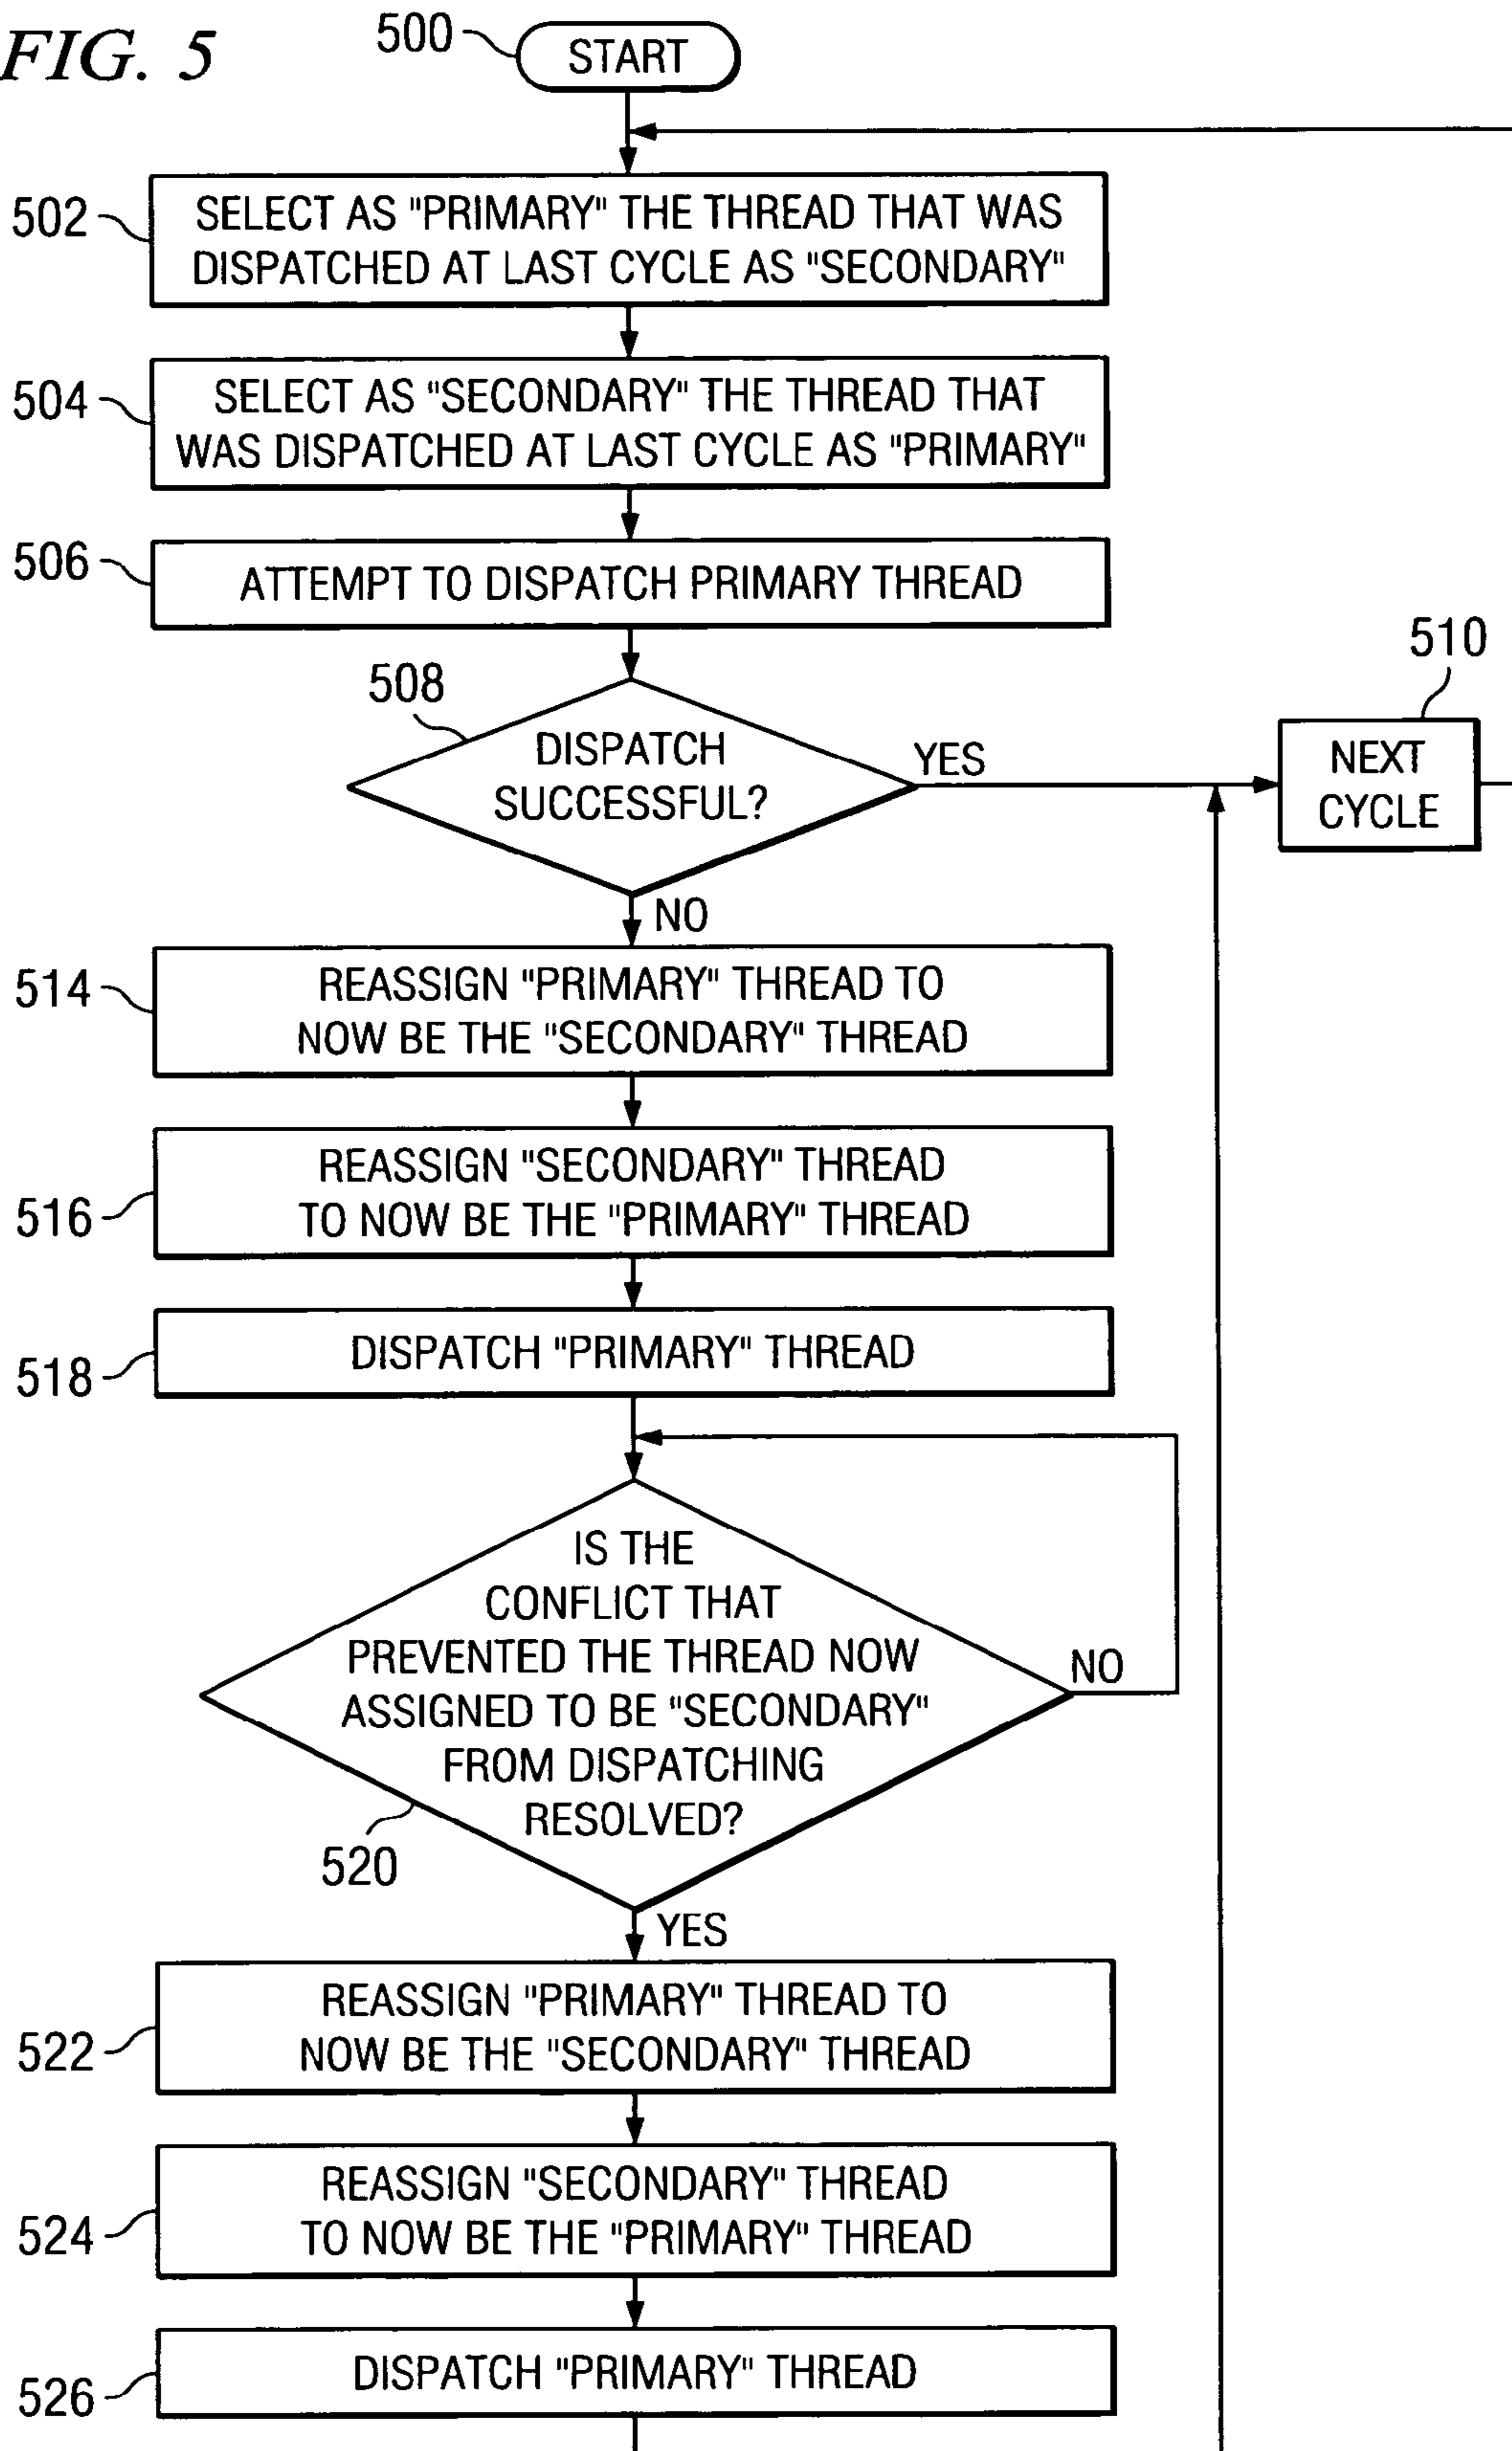 FIG. 5
500
START
502
SELECT AS "PRIMARY" THE THREAD THAT WAS
DISPATCHED AT LAST CYCLE AS "SECONDARY"
504
SELECT AS "SECONDARY" THE THREAD THAT
WAS DISPATCHED AT LAST CYCLE AS "PRIMARY"
506
ATTEMPT TO DISPATCH PRIMARY THREAD
508
DISPATCH
SUCCESSFUL?
YES
510
NEXT
CYCLE
NO
514
REASSIGN "PRIMARY" THREAD TO
NOW BE THE "SECONDARY" THREAD
516
REASSIGN "SECONDARY" THREAD
TO NOW BE THE "PRIMARY" THREAD
518
DISPATCH "PRIMARY" THREAD
IS THE
CONFLICT THAT
PREVENTED THE THREAD NOW
ASSIGNED TO BE "SECONDARY"
FROM DISPATCHING
RESOLVED?
NO
520
YES
522
REASSIGN "PRIMARY" THREAD TO
NOW BE THE "SECONDARY" THREAD
524
REASSIGN "SECONDARY" THREAD
TO NOW BE THE "PRIMARY" THREAD
526
DISPATCH "PRIMARY" THREAD